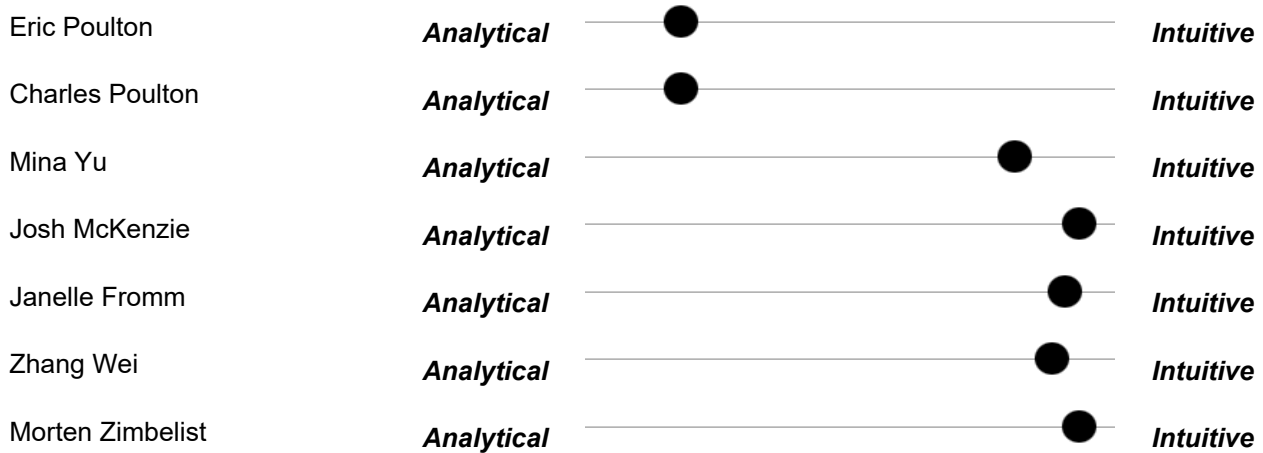 Eric Poulton Analytical Intuitive
Charles Poulton Analytical Intuitive
Mina Yu Analytical Intuitive
Josh McKenzie Analytical Intuitive
Janelle Fromm Analytical Intuitive
Zhang Wei Analytical Intuitive
Morten Zimbelist Analytical Intuitive